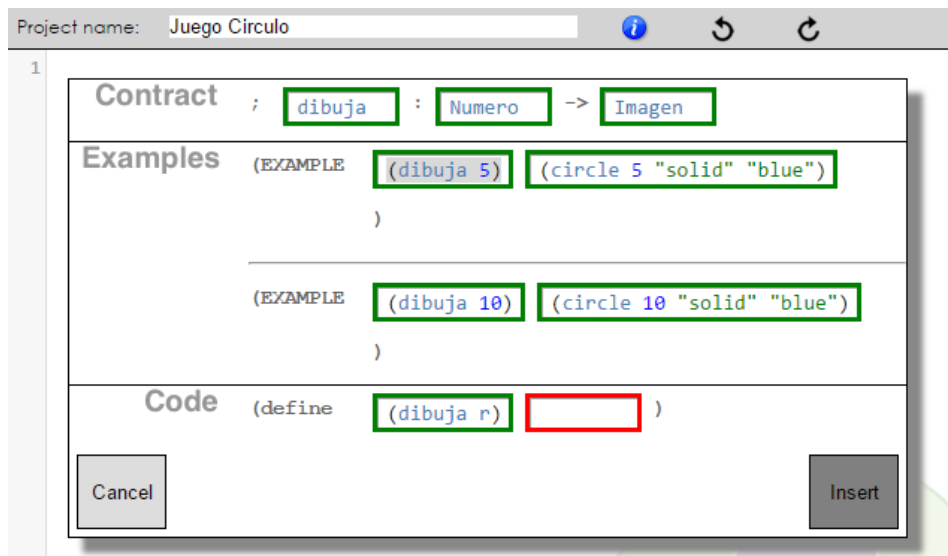 Project name: Juego Circulo
1
Contract ; dibuja : Numero -> Imagen
Examples (EXAMPLE (dibuja 5) (circle 5 "solid" "blue")
)
(EXAMPLE (dibuja 10) (circle 10 "solid" "blue")
)
Code (define (dibuja r) )
Cancel Insert